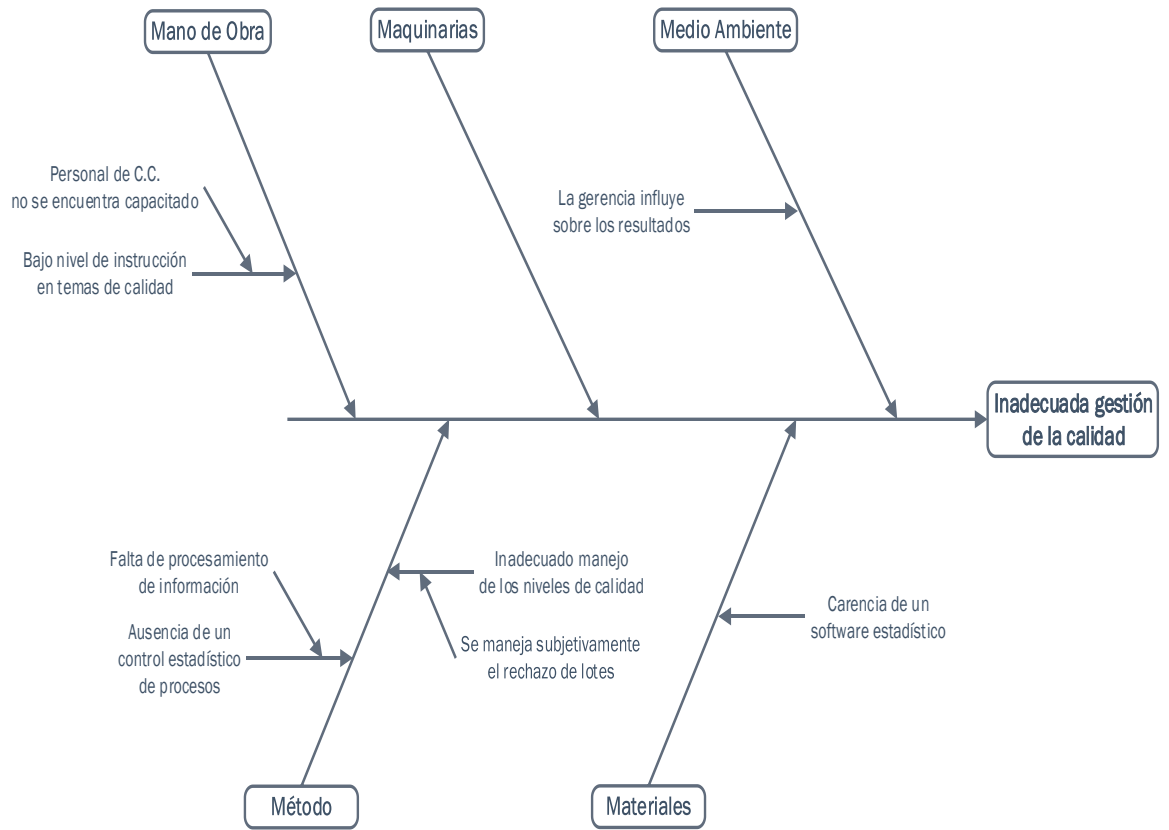 Mano de Obra
Maquinarias
Medio Ambiente
Personal de C.C.
no se encuentra capacitado
Bajo nivel de instrucción
en temas de calidad
La gerencia influye
sobre los resultados
Inadecuada gestión
de la calidad
Falta de procesamiento
de información
Ausencia de un
control estadístico
de procesos
Inadecuado manejo
de los niveles de calidad
Se maneja subjetivamente
el rechazo de lotes
Carencia de un
software estadístico
Método
Materiales